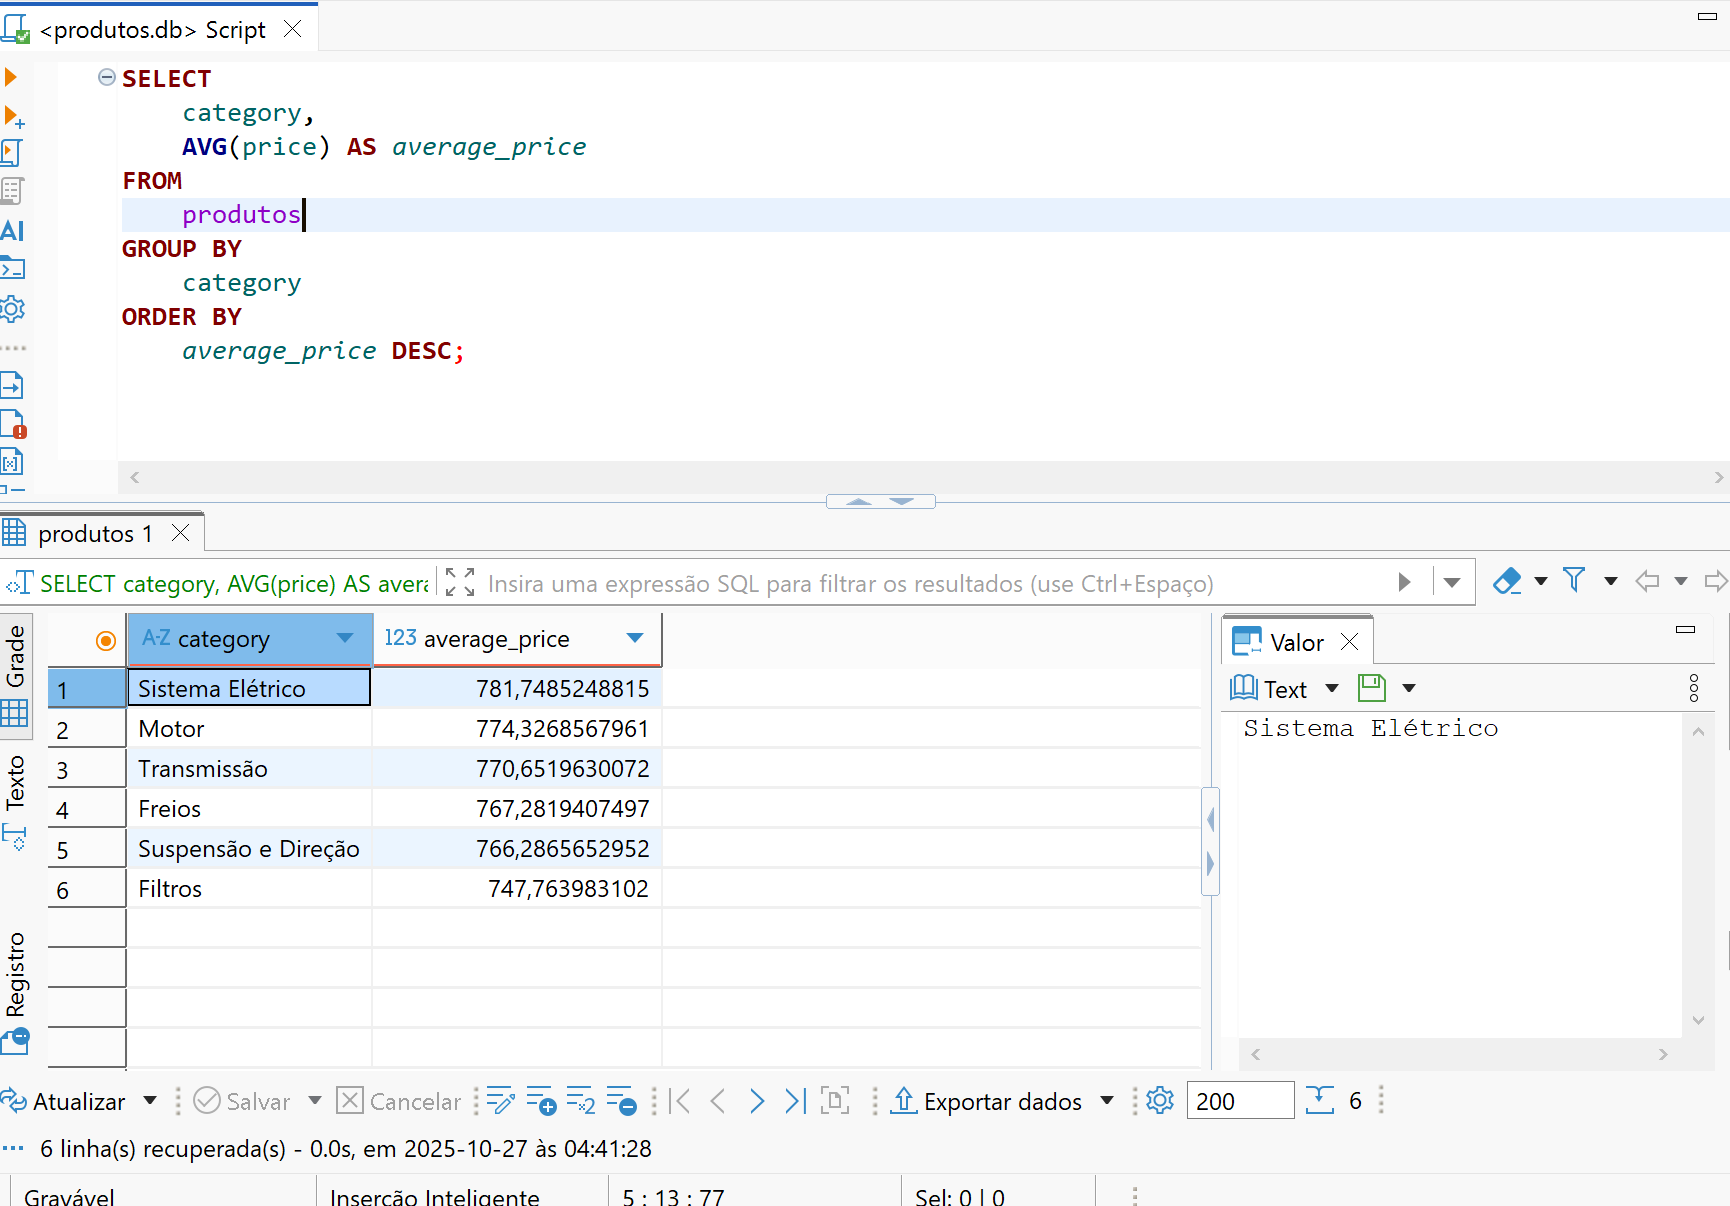 <produtos.db> Script
SELECT
category,
AVG(price) AS average_price
FROM
produtos
GROUP BY
category
ORDER BY
average_price DESC;
AI
produtos 1
SELECT category, AVG(price) AS avera
Insira uma expressão SQL para filtrar os resultados (use Ctrl+Espaço)
Grade
Texto
Registro
A-Z category 123 average_price
1 Sistema Elétrico 781,7485248815
2 Motor 774,3268567961
3 Transmissão 770,6519630072
4 Freios 767,2819407497
5 Suspensão e Direção 766,2865652952
6 Filtros 747,763983102
Valor
Text
Sistema Elétrico
Atualizar Salvar Cancelar Exportar dados 200 6
6 linha(s) recuperada(s) - 0.0s, em 2025-10-27 às 04:41:28
Gravável Inserção Inteligente 5 : 13 : 77 Sel: 0 | 0